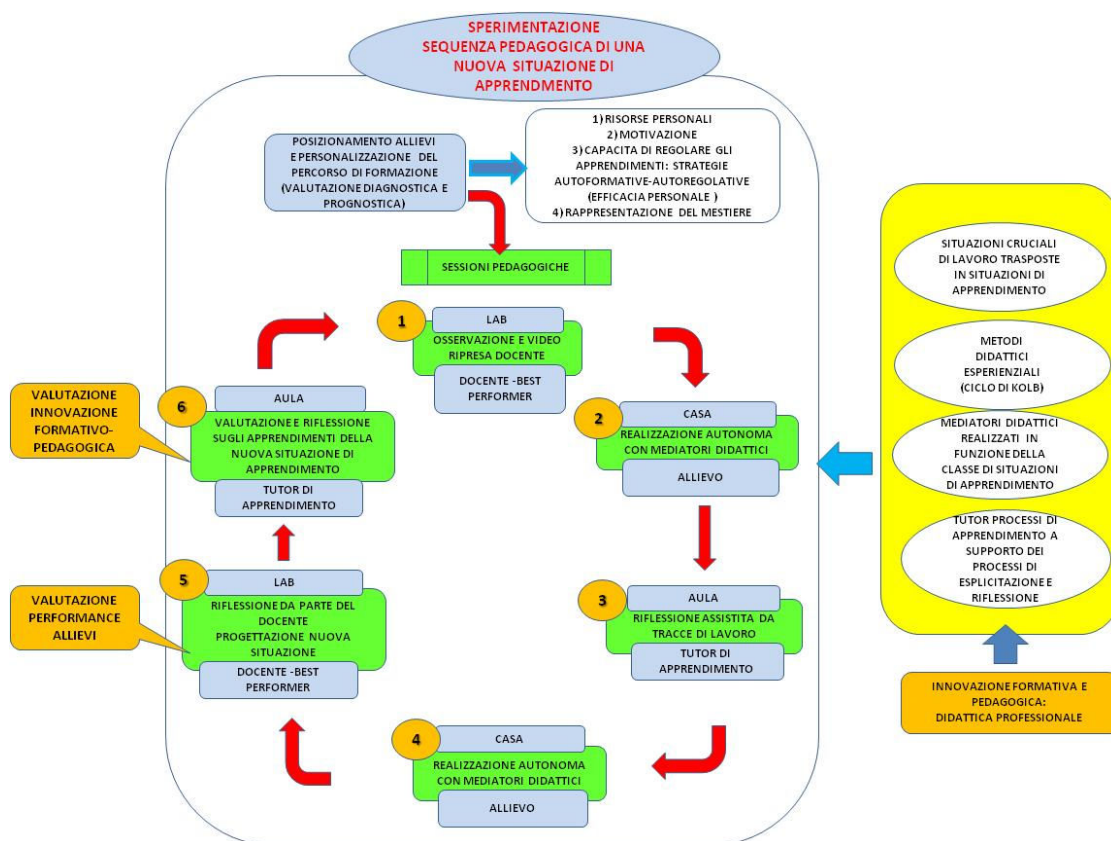 SPERIMENTAZIONE
SEQUENZA PEDAGOGICA DI UNA
NUOVA SITUAZIONE DI
APPRENDMENTO
POSIZIONAMENTO ALLIEVI
E PERSONALIZZAZIONE DEL
PERCORSO DI FORMAZIONE
(VALUTAZIONE DIAGNOSTICA E
PROGNOSTICA)
1) RISORSE PERSONALI
2) MOTIVAZIONE
3) CAPACITA DI REGOLARE GLI
APPRENDIMENTI: STRATEGIE
AUTOFORMATIVE-AUTOREGOLATIVE
(EFFICACIA PERSONALE )
4) RAPPRESENTAZIONE DEL MESTIERE
SESSIONI PEDAGOGICHE
1
LAB
OSSERVAZIONE E VIDEO
RIPRESA DOCENTE
DOCENTE -BEST
PERFORMER
2
CASA
REALIZZAZIONE AUTONOMA
CON MEDIATORI DIDATTICI
ALLIEVO
3
AULA
RIFLESSIONE ASSISTITA DA
TRACCE DI LAVORO
TUTOR DI
APPRENDIMENTO
4
CASA
REALIZZAZIONE AUTONOMA
CON MEDIATORI DIDATTICI
ALLIEVO
5
LAB
RIFLESSIONE DA PARTE DEL
DOCENTE
PROGETTAZIONE NUOVA
SITUAZIONE
DOCENTE -BEST
PERFORMER
VALUTAZIONE
PERFORMANCE
ALLIEVI
6
AULA
VALUTAZIONE E RIFLESSIONE
SUGLI APPRENDIMENTI DELLA
NUOVA SITUAZIONE DI
APPRENDIMENTO
TUTOR DI
APPRENDIMENTO
VALUTAZIONE
INNOVAZIONE
FORMATIVO-
PEDAGOGICA
SITUAZIONI CRUCIALI
DI LAVORO TRASPOSTE
IN SITUAZIONI DI
APPRENDIMENTO
METODI
DIDATTICI
ESPERIENZIALI
(CICLO DI KOLB)
MEDIATORI DIDATTICI
REALIZZATI IN
FUNZIONE DELLA
CLASSE DI SITUAZIONI
DI APPRENDIMENTO
TUTOR PROCESSI DI
APPRENDIMENTO A
SUPPORTO DEI
PROCESSI DI
ESPLICITAZIONE E
RIFLESSIONE
INNOVAZIONE FORMATIVA E
PEDAGOGICA:
DIDATTICA PROFESSIONALE